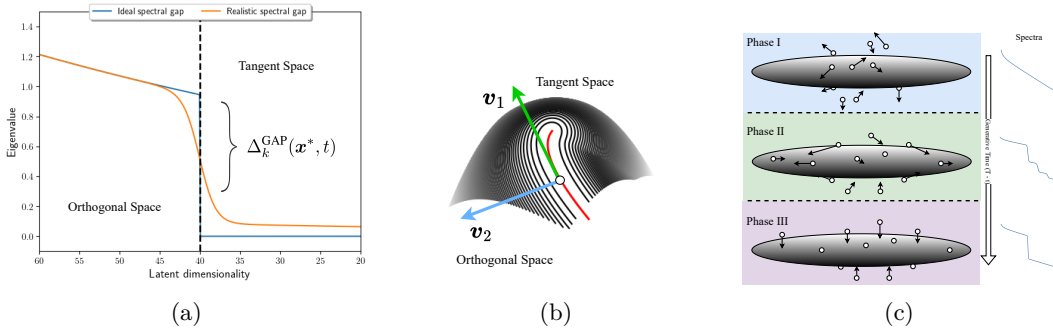 Ideal spectral gap
Realistic spectral gap
1.4
1.2
1.0
0.8
0.6
0.4
0.2
0.0
Eigenvalue
Tangent Space
Δ_k^GAP(x*, t)
Orthogonal Space
60 55 50 45 40 35 30 25 20
Latent dimensionality
(a)
Tangent Space
v₁
v₂
Orthogonal Space
(b)
Phase I
Phase II
Phase III
Spectra
Generative Time (T - t)
(c)